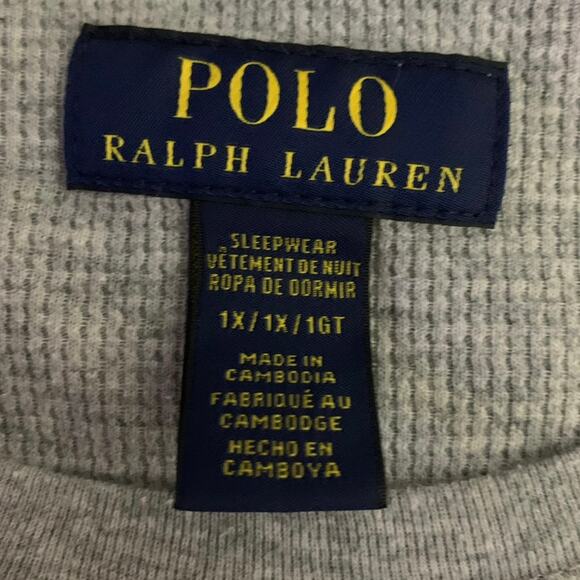 POLO
RALPH LAUREN
SLEEPWEAR
VÊTEMENT DE NUIT
ROPA DE DORMIR
1X/1X/1GT
MADE IN
CAMBODIA
FABRIQUÉ AU
CAMBODGE
HECHO EN
CAMBOYA